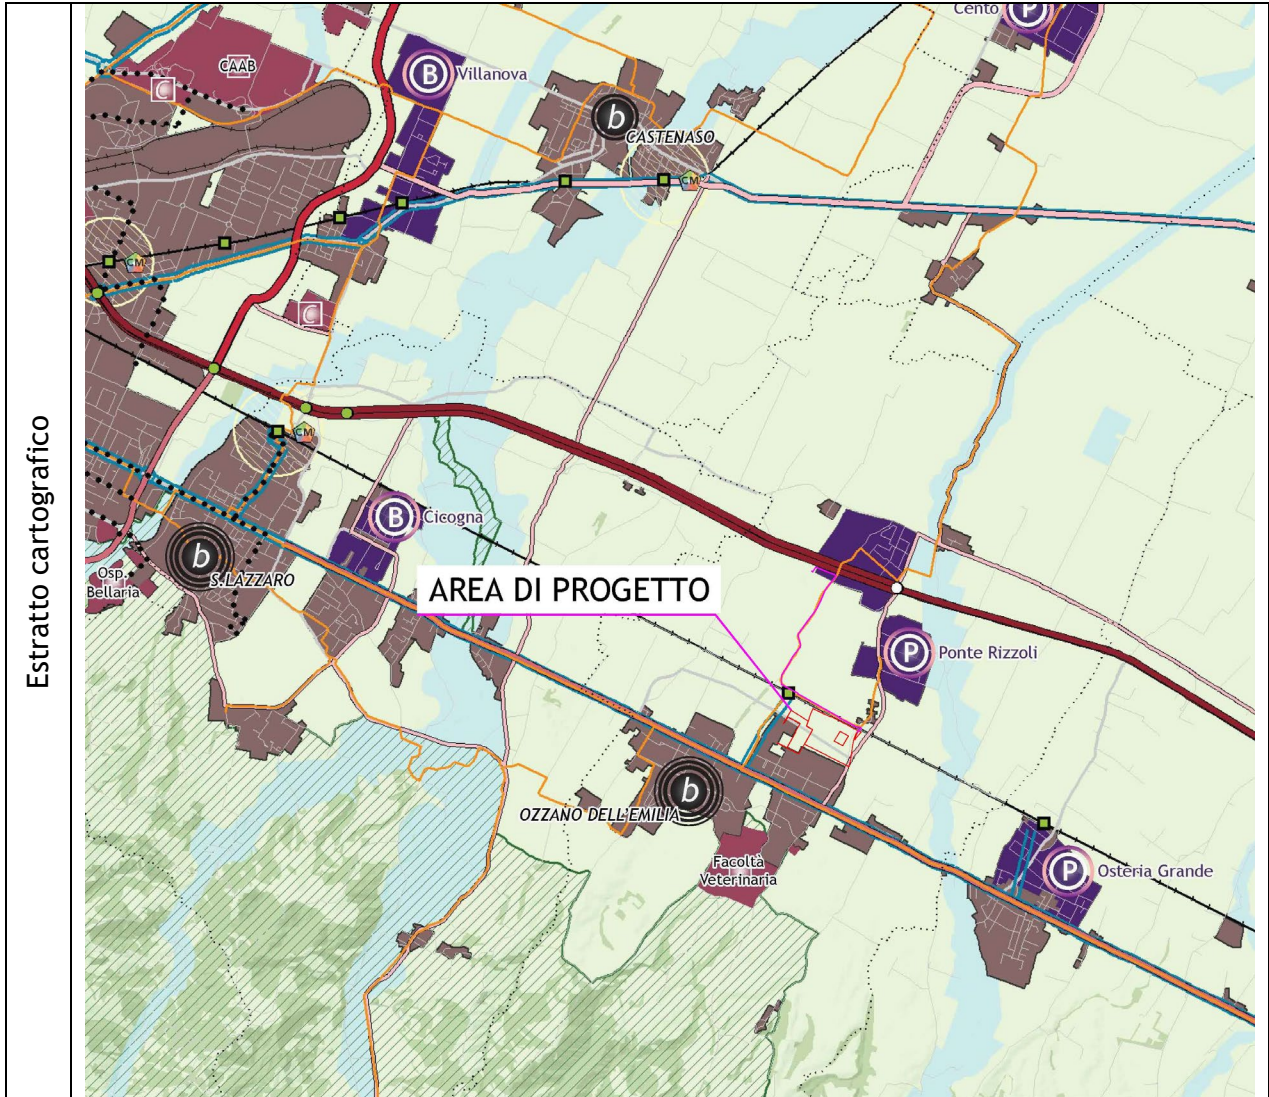 Estratto cartografico
Cento
P
CAAB
C
B
Villanova
b
CASTENASO
CM
CM
C
CM
B
Cicogna
b
S.LAZZARO
Osp.
Bellaria
AREA DI PROGETTO
P
Ponte Rizzoli
b
OZZANO DELL'EMILIA
Facoltà
Veterinaria
P
Osteria Grande